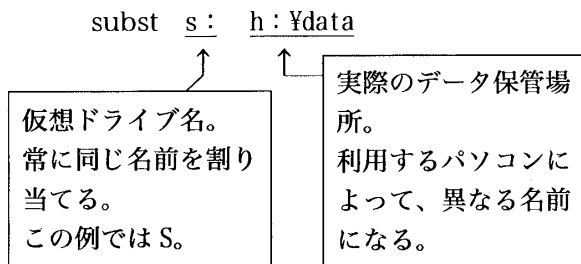 subst s: h:¥data
仮想ドライブ名。
常に同じ名前を割り
当てる。
この例では S。
実際のデータ保管場
所。
利用するパソコンに
よって、異なる名前
になる。